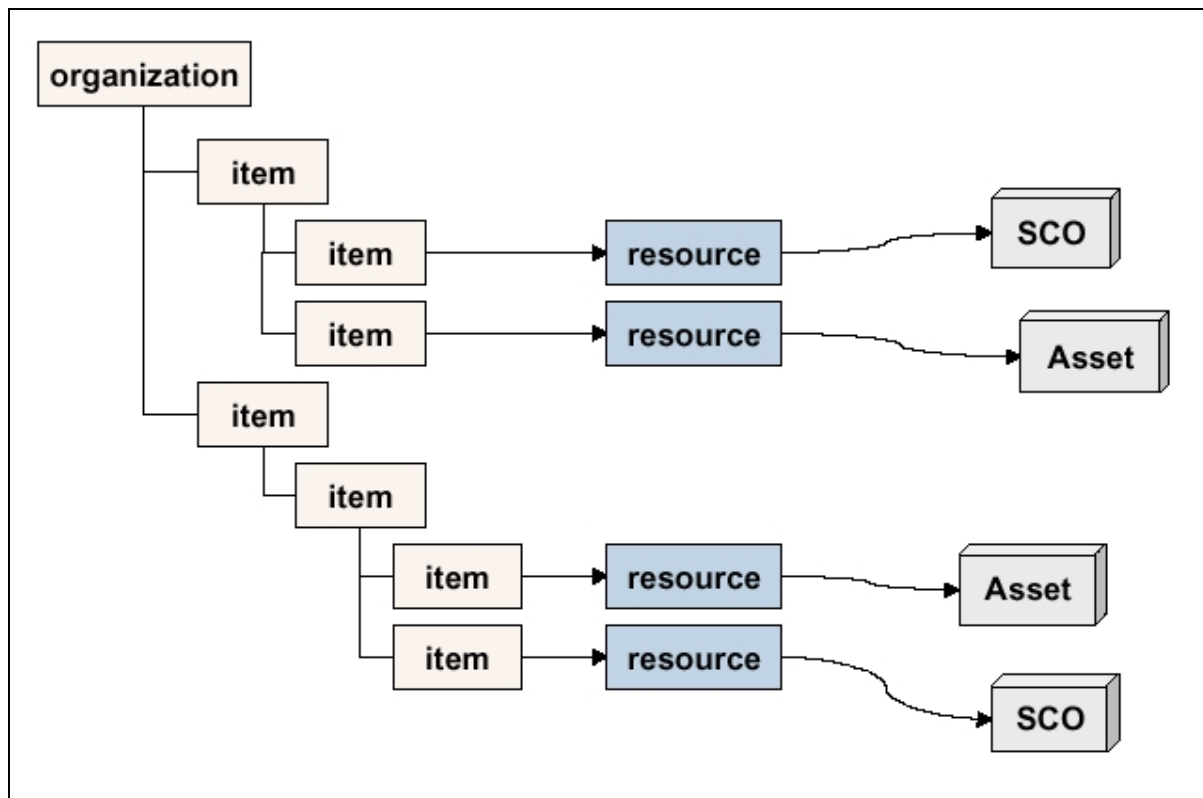 organization
item
item
resource
SCO
item
resource
Asset
item
item
item
resource
Asset
item
resource
SCO